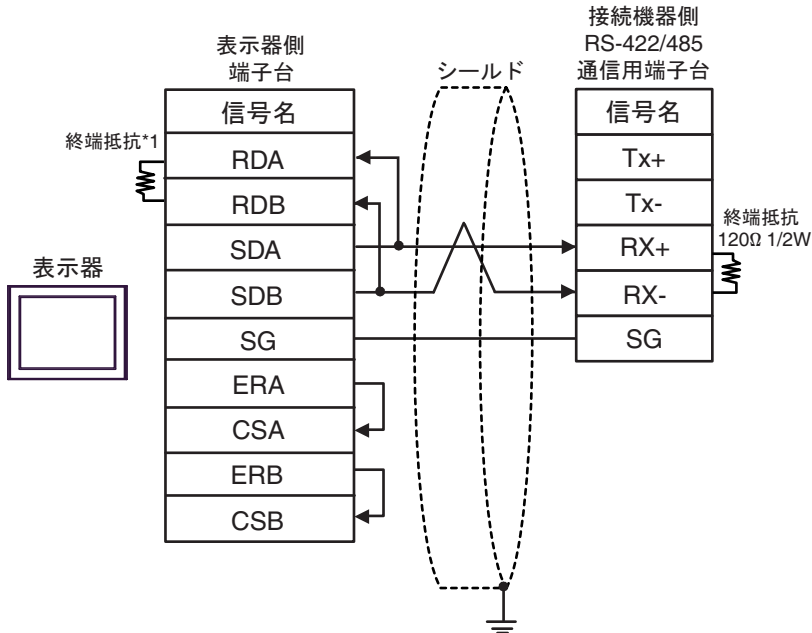 接続機器側
RS-422/485
通信用端子台
表示器側
端子台
シールド
信号名
信号名
終端抵抗*1
RDA
Tx+
RDB
Tx-
終端抵抗
120Ω 1/2W
SDA
RX+
表示器
SDB
RX-
SG
SG
ERA
CSA
ERB
CSB